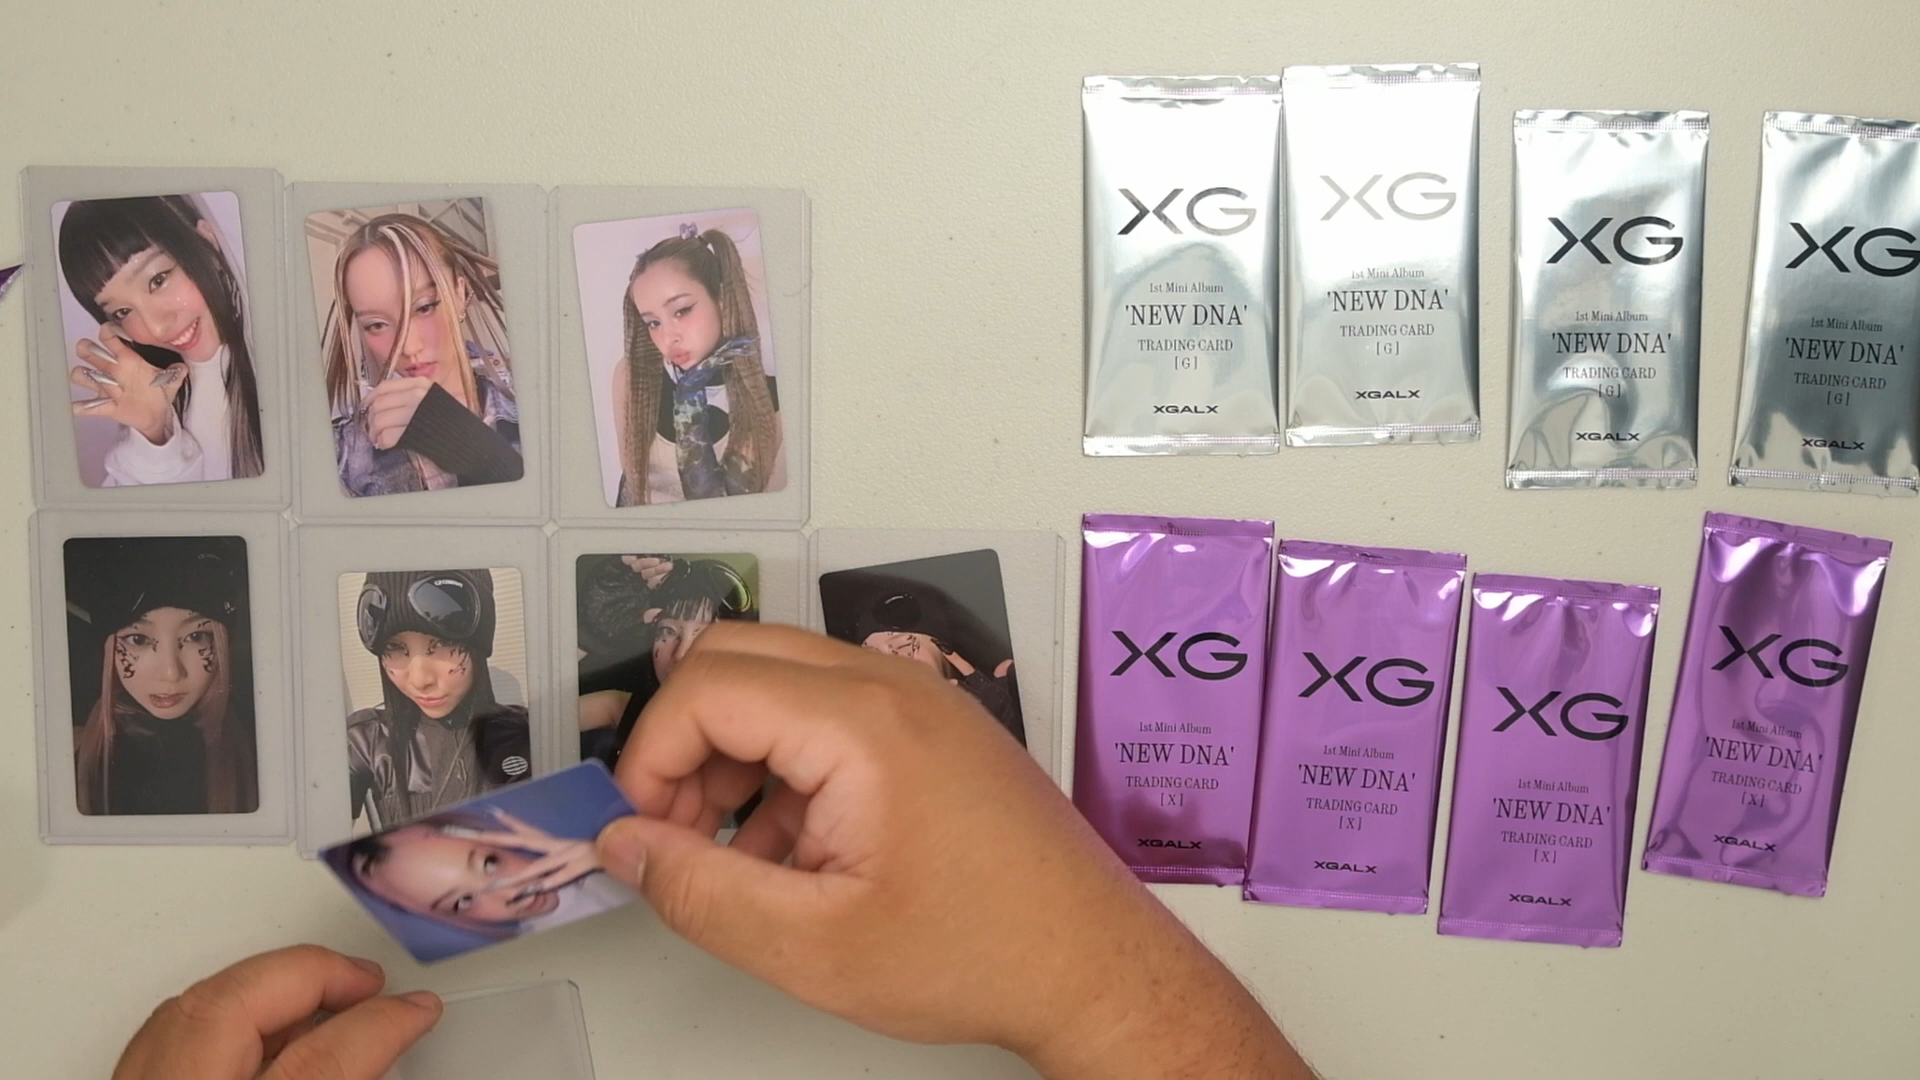 XG
1st Mini Album
'NEW DNA'
TRADING CARD
[ G ]
XGALX
XG
1st Mini Album
'NEW DNA'
TRADING CARD
[ G ]
XGALX
XG
1st Mini Album
'NEW DNA'
TRADING CARD
[ G ]
XGALX
XG
1st Mini Album
'NEW DNA'
TRADING CARD
[ G ]
XGALX
XG
1st Mini Album
'NEW DNA'
TRADING CARD
[ X ]
XGALX
XG
1st Mini Album
'NEW DNA'
TRADING CARD
[ X ]
XGALX
XG
1st Mini Album
'NEW DNA'
TRADING CARD
[ X ]
XGALX
XG
1st Mini Album
'NEW DNA'
TRADING CARD
[ X ]
XGALX